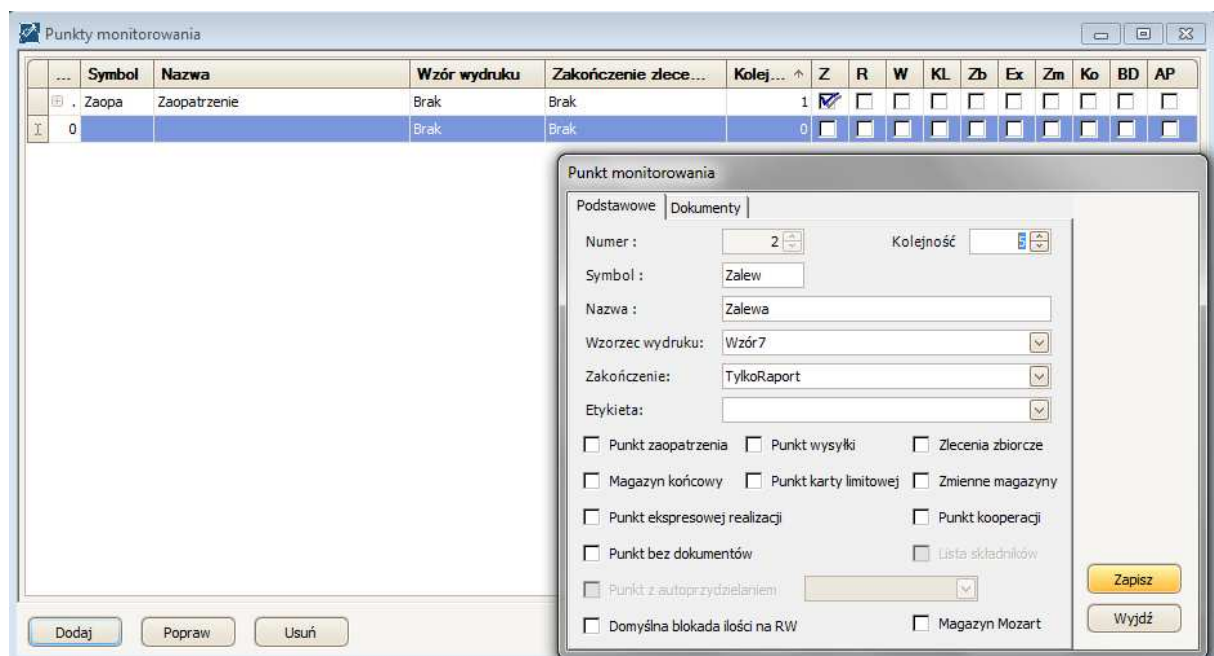 Punkty monitorowania
... Symbol Nazwa Wzór wydruku Zakończenie zlece... Kolej... Z R W KL Zb Ex Zm Ko BD AP
. Zaopa Zaopatrzenie Brak Brak 1
0 Brak Brak 0
Punkt monitorowania
Podstawowe Dokumenty
Numer : 2 Kolejność 5
Symbol : Zalew
Nazwa : Zalewa
Wzorzec wydruku: Wzór7
Zakończenie: TylkoRaport
Etykieta:
Punkt zaopatrzenia Punkt wysyłki Zlecenia zbiorcze
Magazyn końcowy Punkt karty limitowej Zmienne magazyny
Punkt ekspresowej realizacji Punkt kooperacji
Punkt bez dokumentów Lista składników
Punkt z autoprzydzielaniem
Zapisz
Domyślna blokada ilości na RW Magazyn Mozart
Wyjdź
Dodaj Popraw Usuń